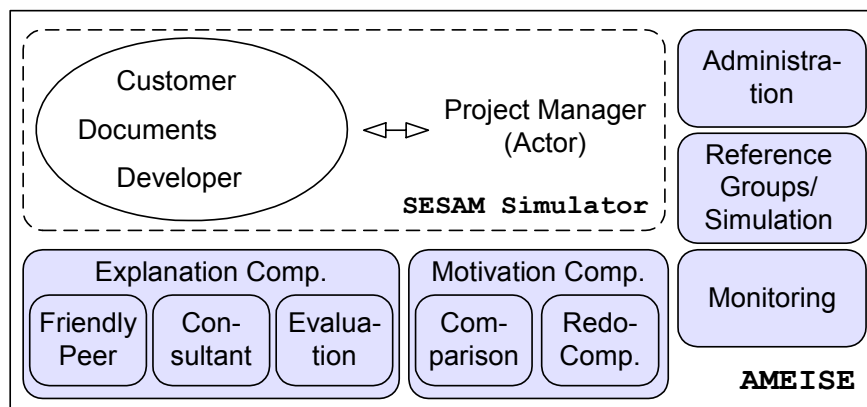 Customer
Documents
Developer
Project Manager
(Actor)
SESAM Simulator
Administra-
tion
Reference
Groups/
Simulation
Monitoring
Explanation Comp.
Friendly
Peer
Con-
sultant
Evalua-
tion
Motivation Comp.
Com-
parison
Redo-
Comp.
AMEISE